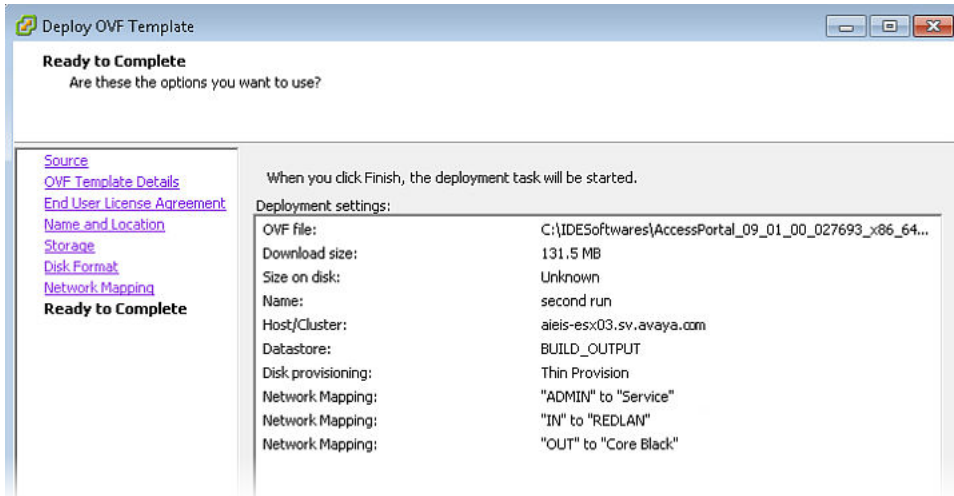 Deploy OVF Template
Ready to Complete
Are these the options you want to use?
Source
OVF Template Details
End User License Agreement
Name and Location
Storage
Disk Format
Network Mapping
Ready to Complete
When you click Finish, the deployment task will be started.
Deployment settings:
OVF file: C:\IDESoftwares\AccessPortal_09_01_00_027693_x86_64...
Download size: 131.5 MB
Size on disk: Unknown
Name: second run
Host/Cluster: aieis-esx03.sv.avaya.com
Datastore: BUILD_OUTPUT
Disk provisioning: Thin Provision
Network Mapping: "ADMIN" to "Service"
Network Mapping: "IN" to "REDLAN"
Network Mapping: "OUT" to "Core Black"